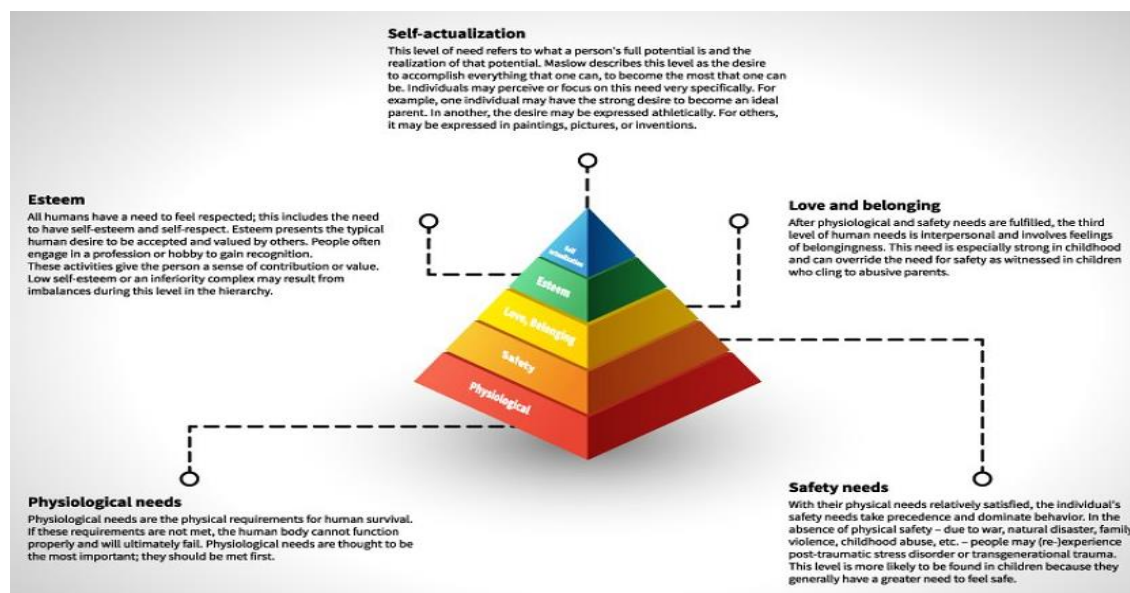 Self-actualization
This level of need refers to what a person's full potential is and the
realization of that potential. Maslow describes this level as the desire
to accomplish everything that one can, to become the most that one can
be. Individuals may perceive or focus on this need very specifically. For
example, one individual may have the strong desire to become an ideal
parent. In another, the desire may be expressed athletically. For others,
it may be expressed in paintings, pictures, or inventions.
Esteem
All humans have a need to feel respected; this includes the need
to have self-esteem and self-respect. Esteem presents the typical
human desire to be accepted and valued by others. People often
engage in a profession or hobby to gain recognition.
These activities give the person a sense of contribution or value.
Low self-esteem or an inferiority complex may result from
imbalances during this level in the hierarchy.
Love and belonging
After physiological and safety needs are fulfilled, the third
level of human needs is interpersonal and involves feelings
of belongingness. This need is especially strong in childhood
and can override the need for safety as witnessed in children
who cling to abusive parents.
Self
actualization
Esteem
Love, Belonging
Safety
Physiological
Physiological needs
Physiological needs are the physical requirements for human survival.
If these requirements are not met, the human body cannot function
properly and will ultimately fail. Physiological needs are thought to be
the most important; they should be met first.
Safety needs
With their physical needs relatively satisfied, the individual's
safety needs take precedence and dominate behavior. In the
absence of physical safety – due to war, natural disaster, family
violence, childhood abuse, etc. – people may (re-)experience
post-traumatic stress disorder or transgenerational trauma.
This level is more likely to be found in children because they
generally have a greater need to feel safe.